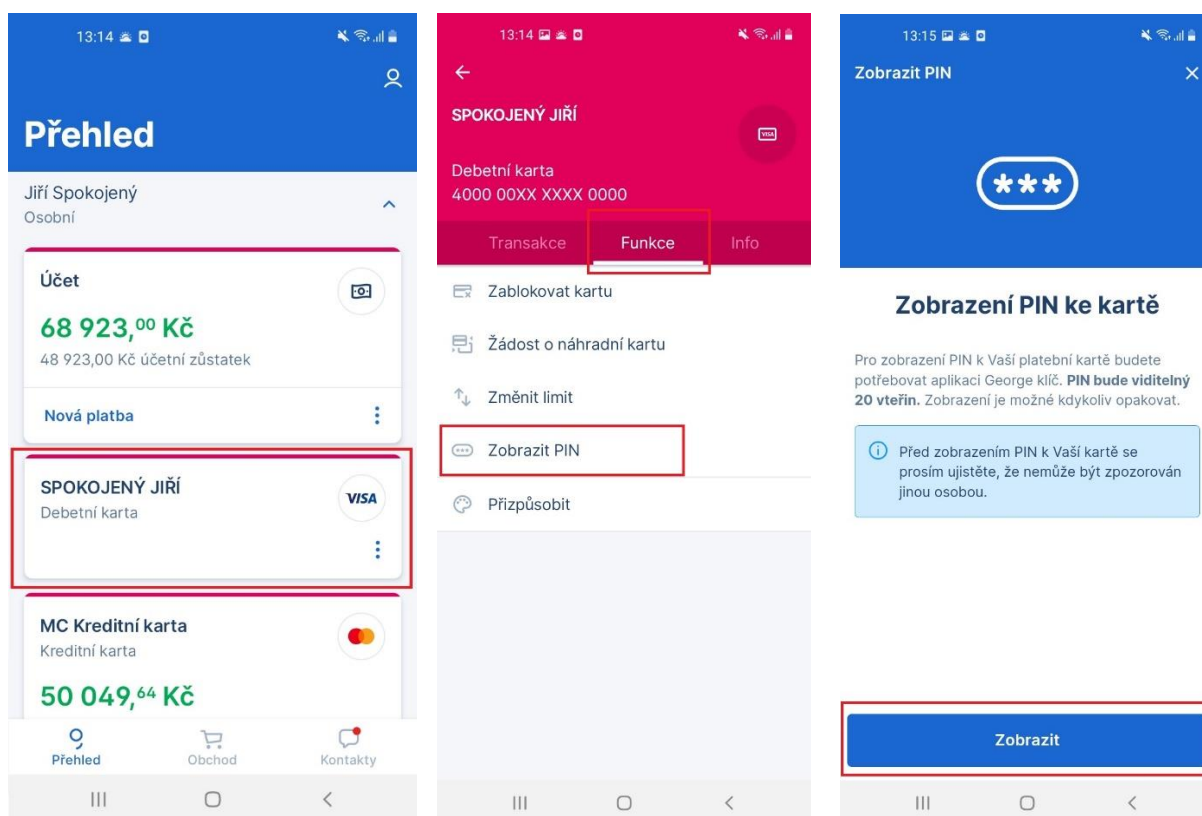 13:14
Přehled
Jiří Spokojený
Osobní
Účet
68 923,00 Kč
48 923,00 Kč účetní zůstatek
Nová platba
SPOKOJENÝ JIŘÍ
Debetní karta
VISA
MC Kreditní karta
Kreditní karta
50 049,64 Kč
Přehled
Obchod
Kontakty
13:14
SPOKOJENÝ JIŘÍ
VISA
Debetní karta
4000 00XX XXXX 0000
Transakce Funkce Info
Zablokovat kartu
Žádost o náhradní kartu
Změnit limit
Zobrazit PIN
Přizpůsobit
13:15
Zobrazit PIN
***
Zobrazení PIN ke kartě
Pro zobrazení PIN k Vaší platební kartě budete
potřebovat aplikaci George klíč. PIN bude viditelný
20 vteřin. Zobrazení je možné kdykoliv opakovat.
Před zobrazením PIN k Vaší kartě se
prosím ujistěte, že nemůže být zpozorován
jinou osobou.
Zobrazit